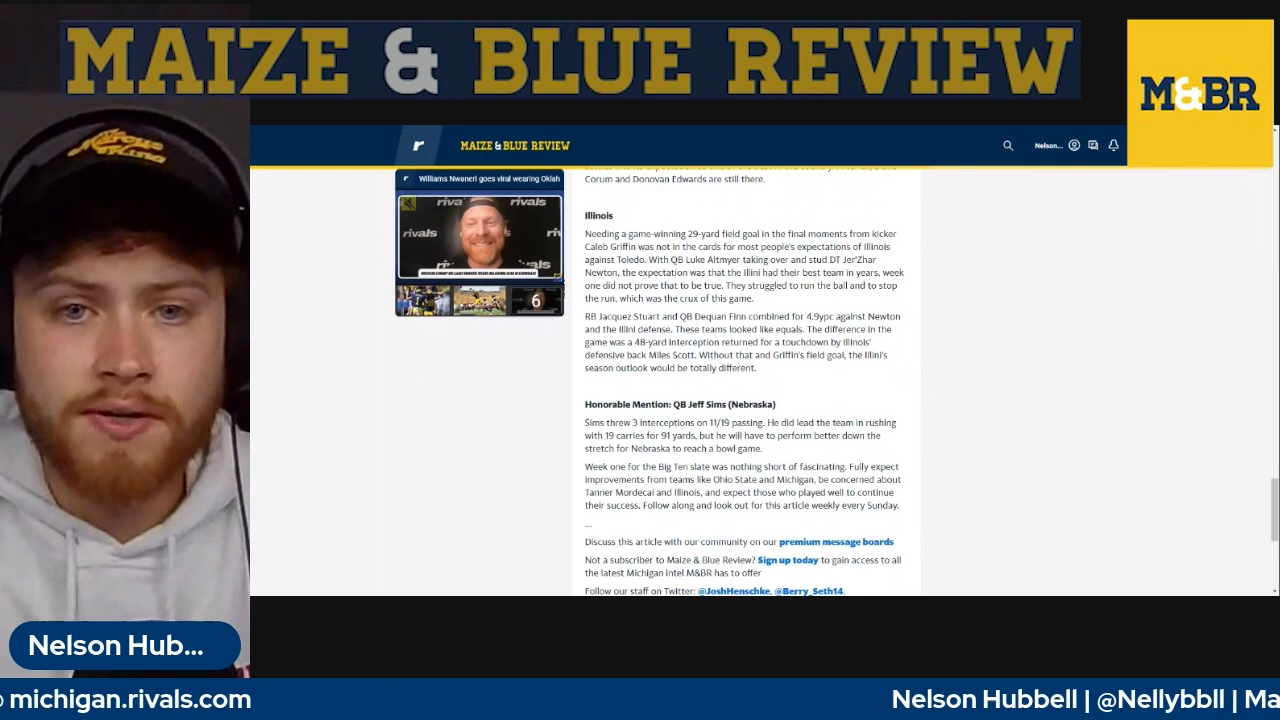 MAIZE & BLUE REVIEW
M&BR
r
MAIZE & BLUE REVIEW
Nelson...
Williams Nwaneri goes viral wearing Oklah
rivals
rivals
rivals
6
Corum and Donovan Edwards are still there.
Illinois
Needing a game-winning 29-yard field goal in the final moments from kicker
Caleb Griffin was not in the cards for most people's expectations of Illinois
against Toledo. With QB Luke Altmyer taking over and stud DT Jer'Zhar
Newton, the expectation was that the Illini had their best team in years, week
one did not prove that to be true. They struggled to run the ball and to stop
the run, which was the crux of this game.
RB Jacquez Stuart and QB Dequan Finn combined for 4.9ypc against Newton
and the Illini defense. These teams looked like equals. The difference in the
game was a 48-yard interception returned for a touchdown by Illinois'
defensive back Miles Scott. Without that and Griffin's field goal, the Illini's
season outlook would be totally different.
Honorable Mention: QB Jeff Sims (Nebraska)
Sims threw 3 interceptions on 11/19 passing. He did lead the team in rushing
with 19 carries for 91 yards, but he will have to perform better down the
stretch for Nebraska to reach a bowl game.
Week one for the Big Ten slate was nothing short of fascinating. Fully expect
improvements from teams like Ohio State and Michigan, be concerned about
Tanner Mordecai and Illinois, and expect those who played well to continue
their success. Follow along and look out for this article weekly every Sunday.
...
Discuss this article with our community on our premium message boards
Not a subscriber to Maize & Blue Review? Sign up today to gain access to all
the latest Michigan intel M&BR has to offer
Follow our staff on Twitter: @JoshHenschke, @Berry_Seth14,
Nelson Hub...
michigan.rivals.com
Nelson Hubbell | @Nellybbll | Ma